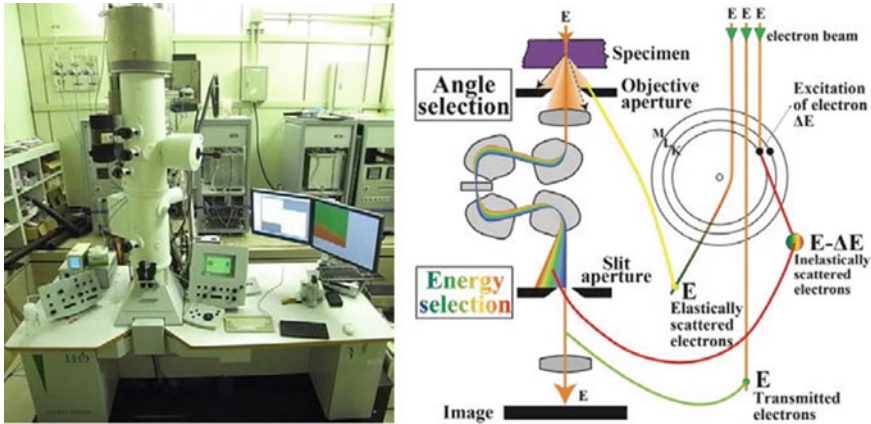 LEO
E
Specimen
Angle
selection
Objective
aperture
Energy
selection
Slit
aperture
E
Image
E E E
electron beam
Excitation
of electron
ΔE
M L K
E-ΔE
Inelastically
scattered
electrons
E
Elastically
scattered
electrons
E
Transmitted
electrons